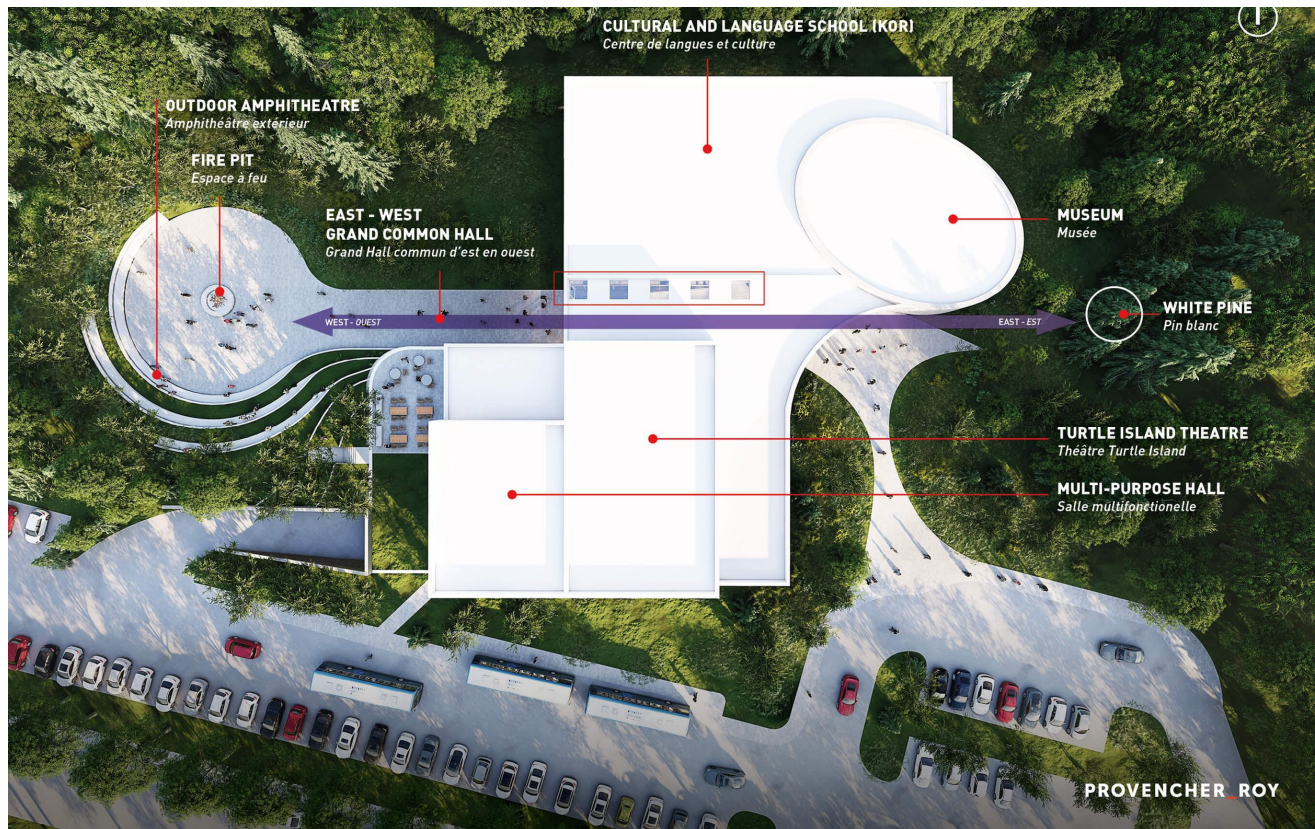 CULTURAL AND LANGUAGE SCHOOL (KOR)
Centre de langues et culture
OUTDOOR AMPHITHEATRE
Amphithéâtre extérieur
FIRE PIT
Espace à feu
EAST - WEST
GRAND COMMON HALL
Grand Hall commun d'est en ouest
MUSEUM
Musée
WHITE PINE
Pin blanc
WEST - OUEST
EAST - EST
TURTLE ISLAND THEATRE
Théâtre Turtle Island
MULTI-PURPOSE HALL
Salle multifonctionelle
PROVENCHER_ROY